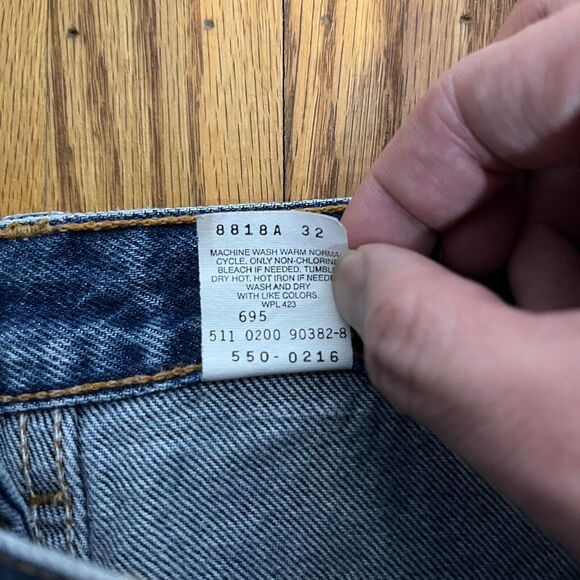 8818A 32
MACHINE WASH WARM NORMAL
CYCLE. ONLY NON-CHLORINE
BLEACH IF NEEDED. TUMBLE
DRY HOT. HOT IRON IF NEEDED
WASH AND DRY
WITH LIKE COLORS.
WPL 423
695
511 0200 90382-8
550-0216